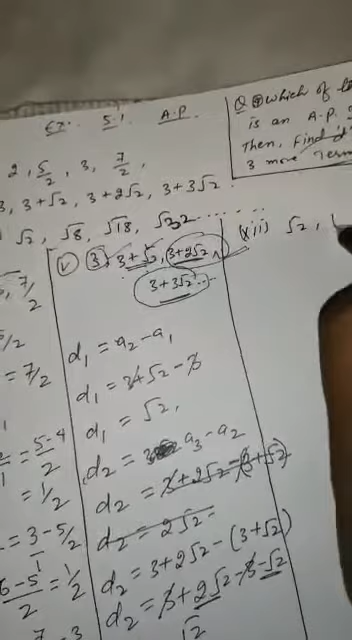 Ex. 5.1 A.P.
Q which of
is an A.P.
Then, Find
3 more Term
2, 5/2, 3, 7/2,
3, 3+√2, 3+2√2, 3+3√2
√2, √8, √18, √32 ......
(v) 3, 3+√2, 3+2√2,
3+3√2...
(xii) √2,
7/2
5/2
= 7/2
= 5-4/2
= 1/2
= 3-5/2
6-5/2 = 1/2
d₁ = a₂-a₁
d₁ = 3+√2-3
d₁ = √2,
d₂ = a₃-a₂
d₂ = 3+2√2-(3+√2)
d₂ = 2√2
d₂ = 3+2√2-(3+√2)
d₂ = 3+2√2-3-√2
√2